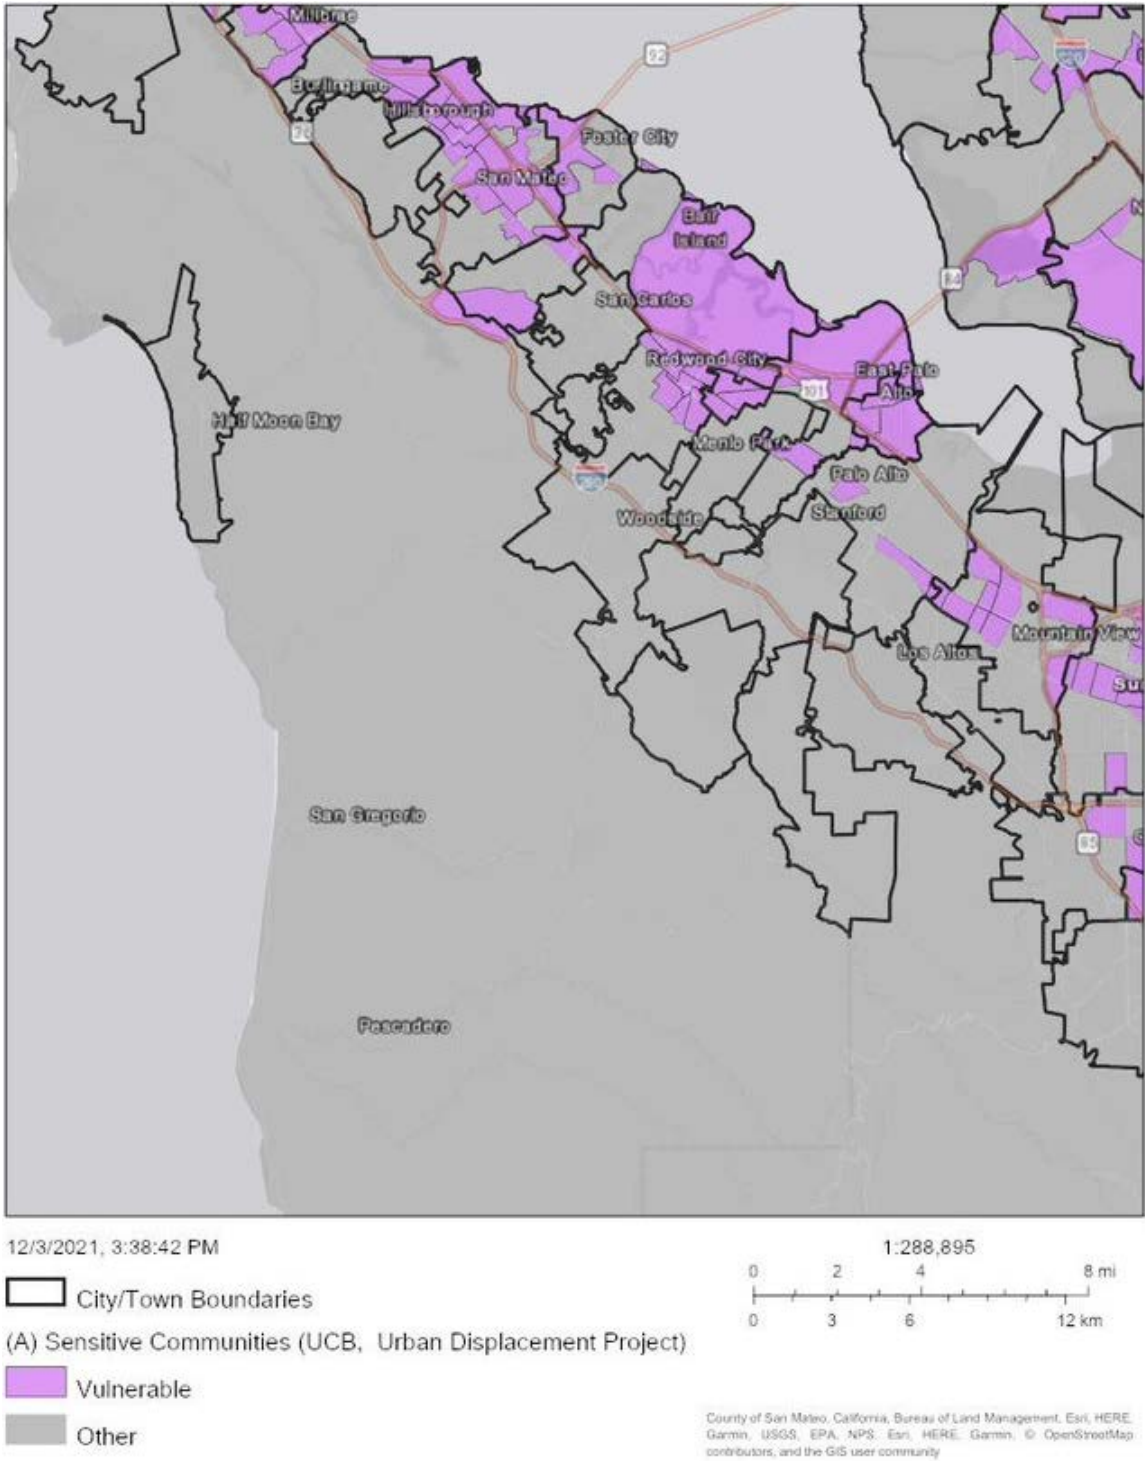 Millbrae
92
Burlingame
Hillsborough
Foster City
San Mateo
Bair
Island
84
San Carlos
Redwood City
East Palo
Alto
101
Half Moon Bay
Menlo Park
Palo Alto
280
Woodside
Stanford
Mountain View
Los Altos
Su
San Gregorio
85
Pescadero
12/3/2021, 3:38:42 PM
1:288,895
0 2 4 8 mi
0 3 6 12 km
City/Town Boundaries
(A) Sensitive Communities (UCB, Urban Displacement Project)
Vulnerable
Other
County of San Mateo, California, Bureau of Land Management, Esri, HERE,
Garmin, USGS, EPA, NPS, Esri, HERE, Garmin, © OpenStreetMap
contributors, and the GIS user community